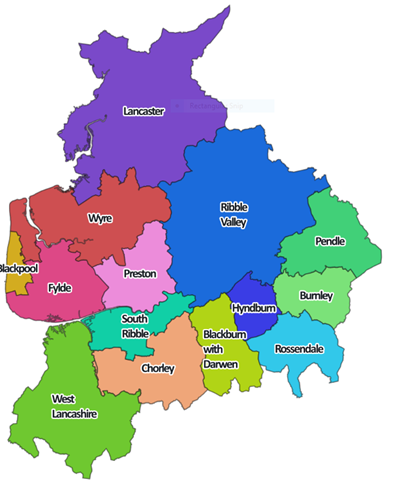 Lancaster
Wyre
Ribble
Valley
Blackpool
Fylde
Preston
Pendle
South
Ribble
Hyndburn
Burnley
Blackburn
with
Darwen
Rossendale
Chorley
West
Lancashire